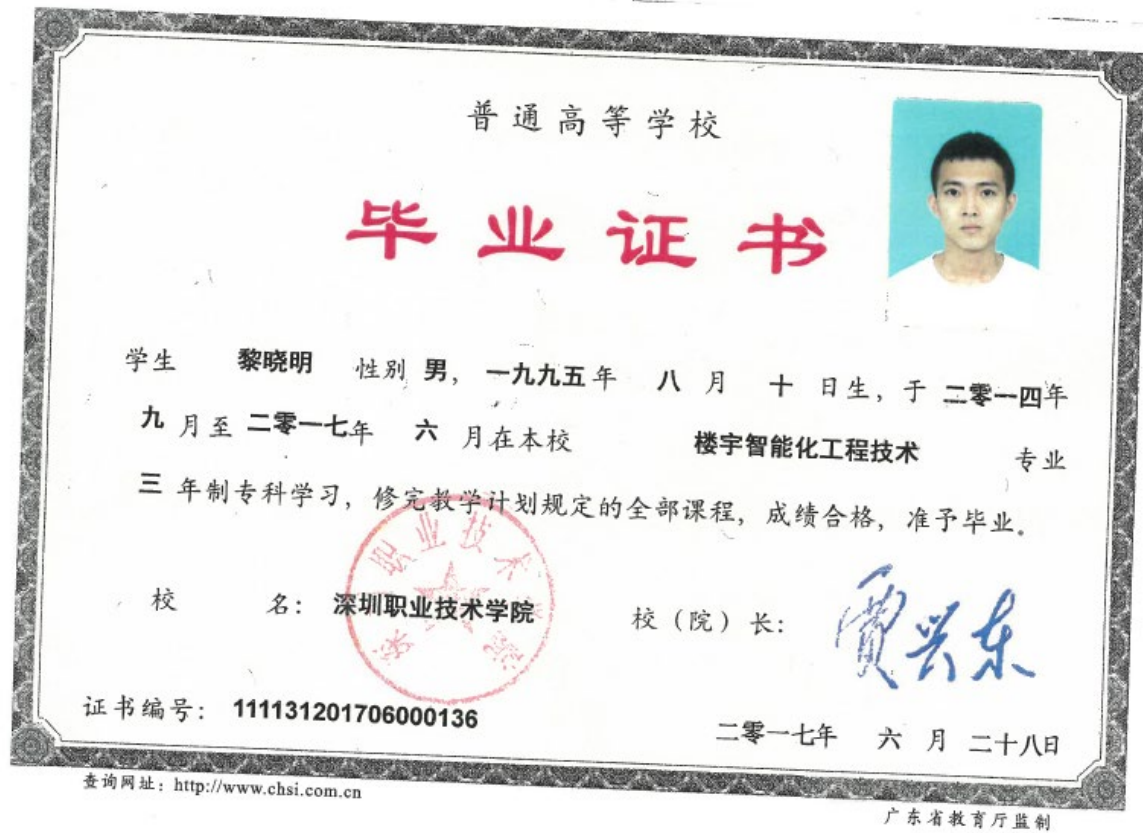 普通高等学校
毕业证书
学生 黎晓明 性别 男，一九九五年 八 月 十 日生，于 二零一四年
九 月至 二零一七年 六 月在本校 楼宇智能化工程技术 专业
三 年制专科学习，修完教学计划规定的全部课程，成绩合格，准予毕业。
校 名：深圳职业技术学院 校（院）长：贾兴东
证书编号：111131201706000136
二零一七年 六 月 二十八日
查询网址：http://www.chsi.com.cn
广东省教育厅监制